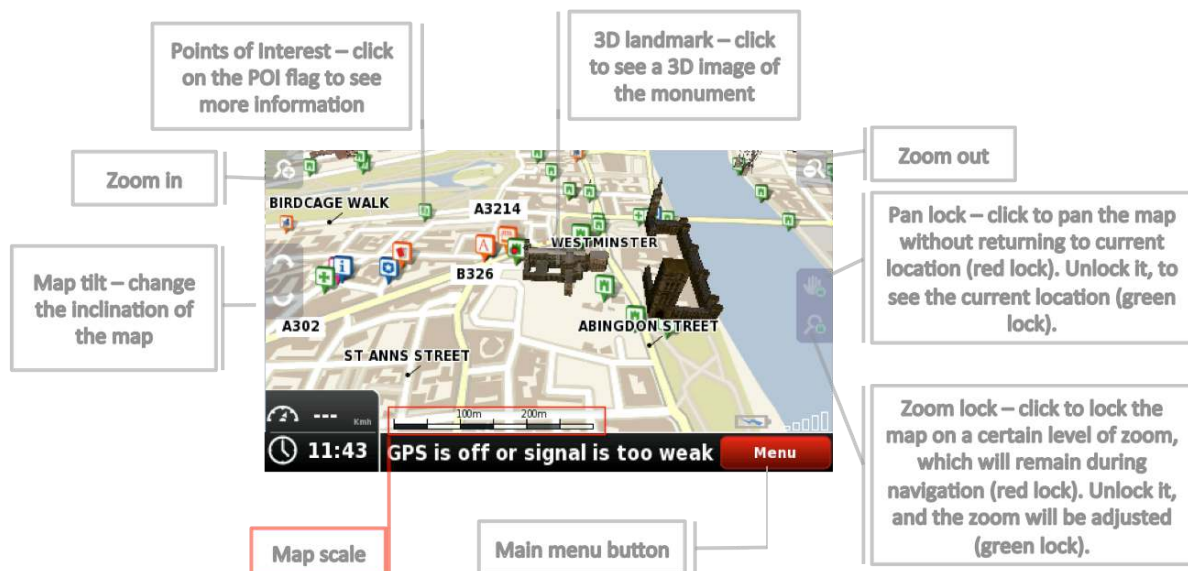 Points of Interest – click
on the POI flag to see
more information
3D landmark – click
to see a 3D image of
the monument
Zoom in
Zoom out
BIRDCAGE WALK
A3214
WESTMINSTER
B326
A302
ABINGDON STREET
ST ANNS STREET
Map tilt – change
the inclination of
the map
Pan lock – click to pan the map
without returning to current
location (red lock). Unlock it, to
see the current location (green
lock).
Zoom lock – click to lock the
map on a certain level of zoom,
which will remain during
navigation (red lock). Unlock it,
and the zoom will be adjusted
(green lock).
100m 200m
--- Kmh
11:43
GPS is off or signal is too weak
Menu
Map scale
Main menu button